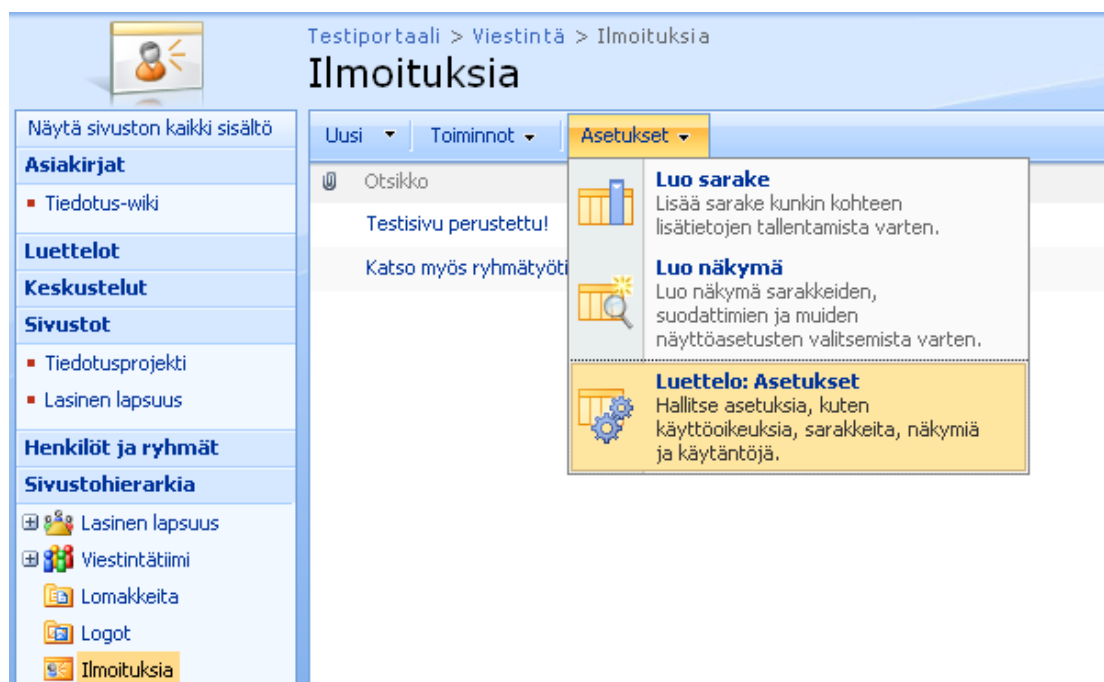 Testiportaali > Viestintä > Ilmoituksia
Ilmoituksia
Näytä sivuston kaikki sisältö
Asiakirjat
Tiedotus-wiki
Luettelot
Keskustelut
Sivustot
Tiedotusprojekti
Lasinen lapsuus
Henkilöt ja ryhmät
Sivustohierarkia
Lasinen lapsuus
Viestintätiimi
Lomakkeita
Logot
Ilmoituksia
Uusi Toiminnot Asetukset
Otsikko
Testisivu perustettu!
Katso myös ryhmätyöti
Luo sarake
Lisää sarake kunkin kohteen
lisätietojen tallentamista varten.
Luo näkymä
Luo näkymä sarakkeiden,
suodattimien ja muiden
näyttöasetusten valitsemista varten.
Luettelo: Asetukset
Hallitse asetuksia, kuten
käyttöoikeuksia, sarakkeita, näkymiä
ja käytäntöjä.